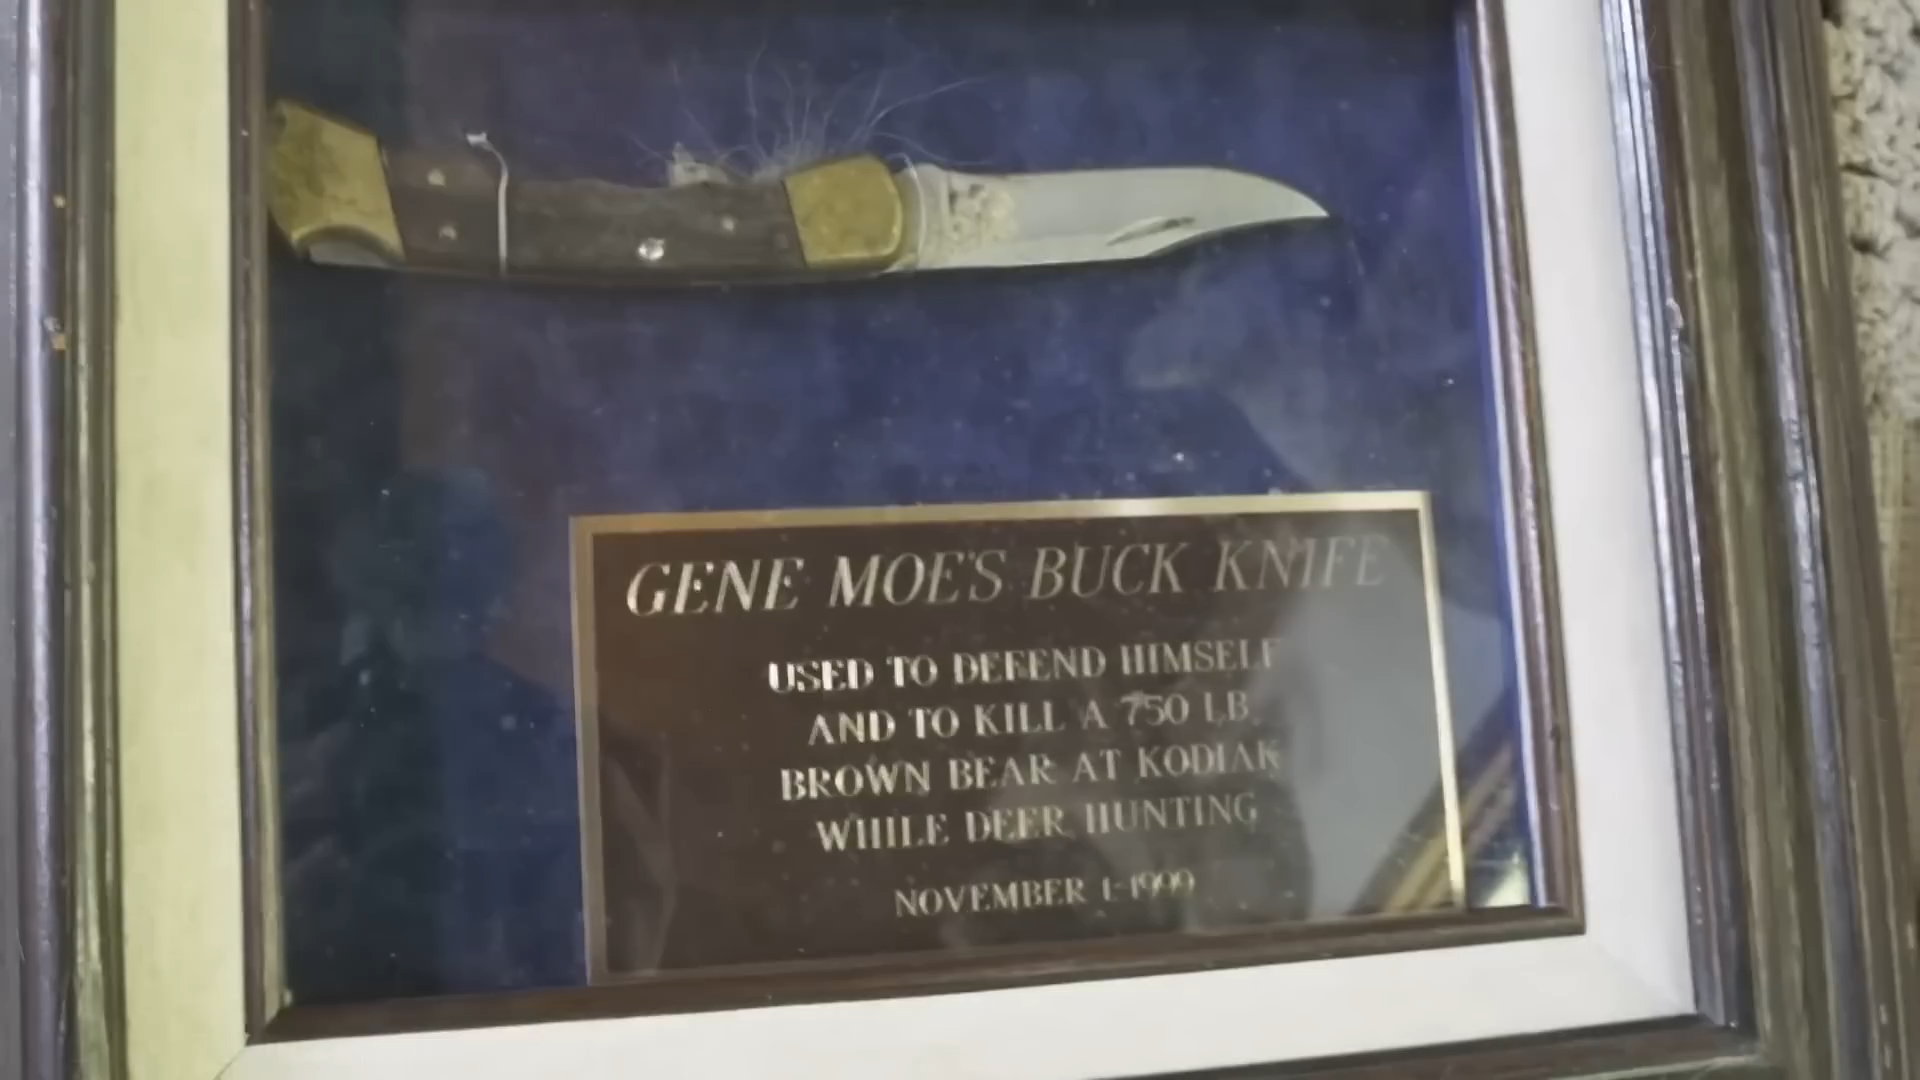 GENE MOE'S BUCK KNIFE
USED TO DEFEND HIMSELF
AND TO KILL A 750 LB.
BROWN BEAR AT KODIAK
WHILE DEER HUNTING
NOVEMBER 1-1999